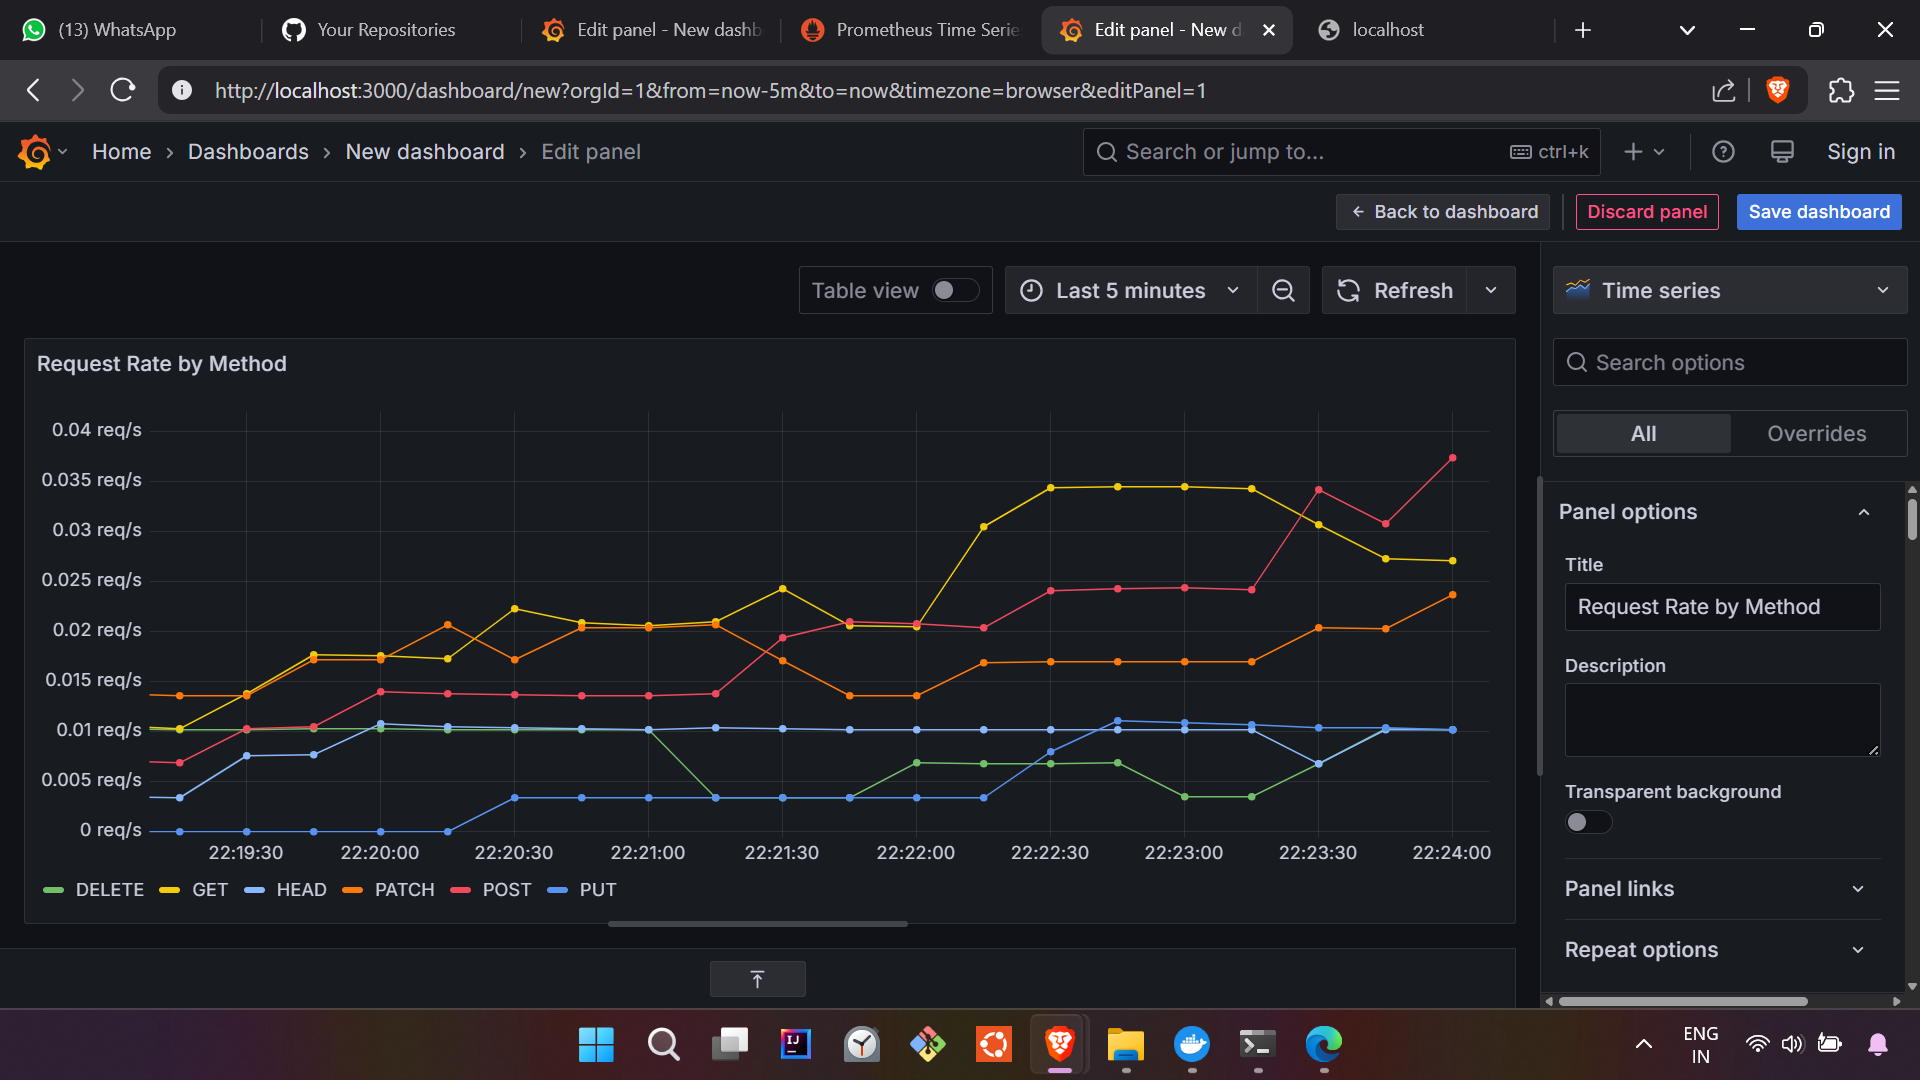 (13) WhatsApp
Your Repositories
Edit panel - New dashb
Prometheus Time Serie
Edit panel - New d
localhost
http://localhost:3000/dashboard/new?orgId=1&from=now-5m&to=now&timezone=browser&editPanel=1
Home › Dashboards › New dashboard › Edit panel
Search or jump to...
ctrl+k
Sign in
Back to dashboard
Discard panel
Save dashboard
Table view
Last 5 minutes
Refresh
Time series
Search options
All
Overrides
Request Rate by Method
0.04 req/s
0.035 req/s
0.03 req/s
0.025 req/s
0.02 req/s
0.015 req/s
0.01 req/s
0.005 req/s
0 req/s
22:19:30 22:20:00 22:20:30 22:21:00 22:21:30 22:22:00 22:22:30 22:23:00 22:23:30 22:24:00
DELETE GET HEAD PATCH POST PUT
Panel options
Title
Request Rate by Method
Description
Transparent background
Panel links
Repeat options
IJ
ENG
IN